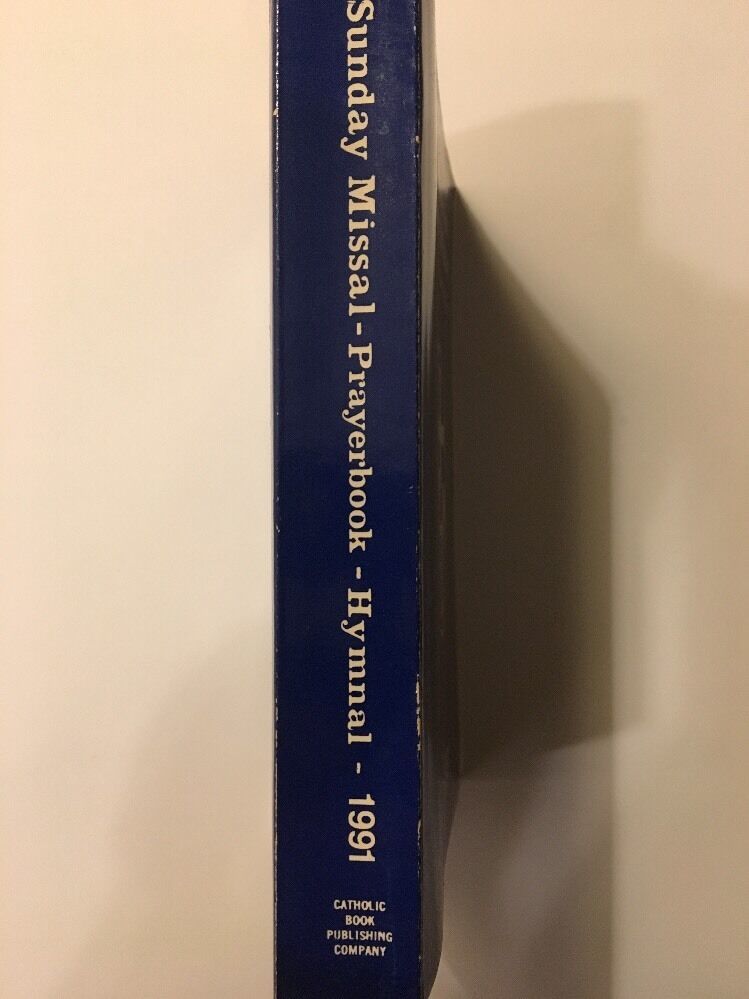 Sunday Missal - Prayerbook - Hymnal - 1991
CATHOLIC
BOOK
PUBLISHING
COMPANY